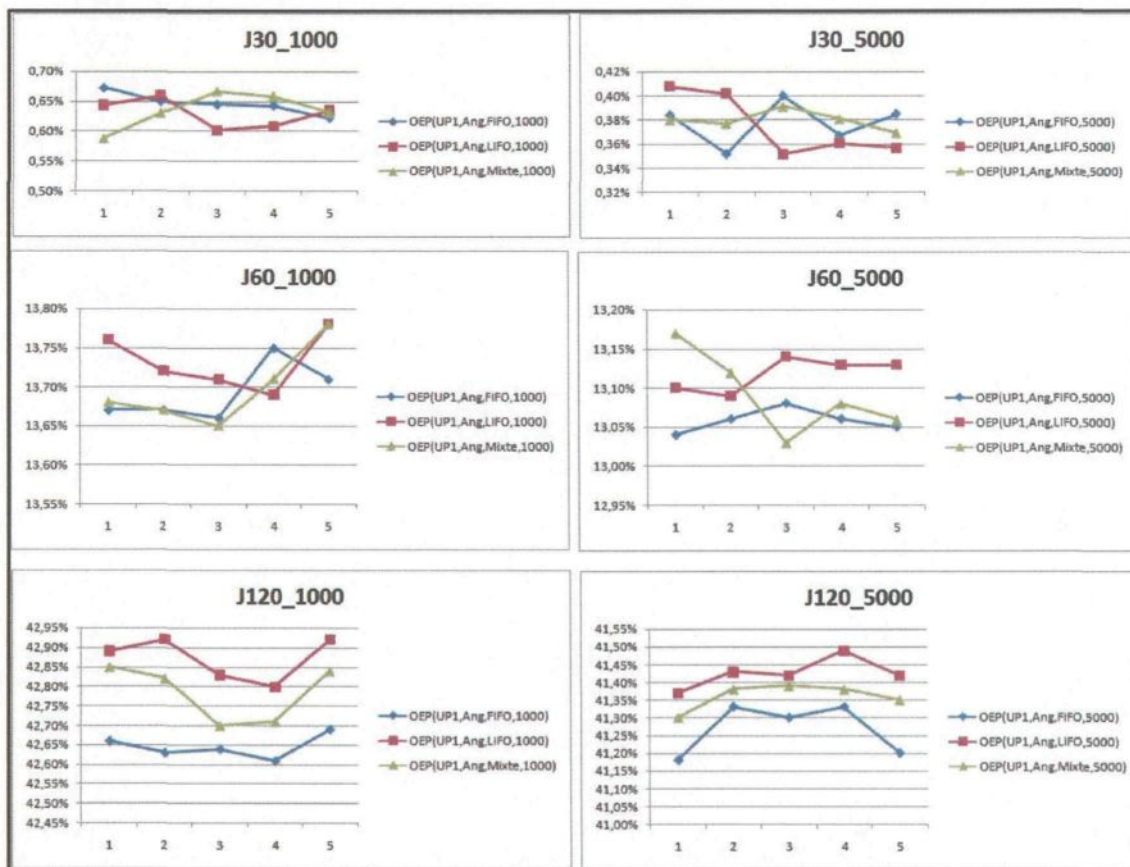 J30_1000
0,70%
0,65%
0,60%
0,55%
0,50%
1 2 3 4 5
OEP(UP1,Ang,FIFO,1000)
OEP(UP1,Ang,LIFO,1000)
OEP(UP1,Ang,Mixte,1000)
J30_5000
0,42%
0,40%
0,38%
0,36%
0,34%
0,32%
1 2 3 4 5
OEP(UP1,Ang,FIFO,5000)
OEP(UP1,Ang,LIFO,5000)
OEP(UP1,Ang,Mixte,5000)
J60_1000
13,80%
13,75%
13,70%
13,65%
13,60%
13,55%
1 2 3 4 5
OEP(UP1,Ang,FIFO,1000)
OEP(UP1,Ang,LIFO,1000)
OEP(UP1,Ang,Mixte,1000)
J60_5000
13,20%
13,15%
13,10%
13,05%
13,00%
12,95%
1 2 3 4 5
OEP(UP1,Ang,FIFO,5000)
OEP(UP1,Ang,LIFO,5000)
OEP(UP1,Ang,Mixte,5000)
J120_1000
42,95%
42,90%
42,85%
42,80%
42,75%
42,70%
42,65%
42,60%
42,55%
42,50%
42,45%
1 2 3 4 5
OEP(UP1,Ang,FIFO,1000)
OEP(UP1,Ang,LIFO,1000)
OEP(UP1,Ang,Mixte,1000)
J120_5000
41,55%
41,50%
41,45%
41,40%
41,35%
41,30%
41,25%
41,20%
41,15%
41,10%
41,05%
41,00%
1 2 3 4 5
OEP(UP1,Ang,FIFO,5000)
OEP(UP1,Ang,LIFO,5000)
OEP(UP1,Ang,Mixte,5000)